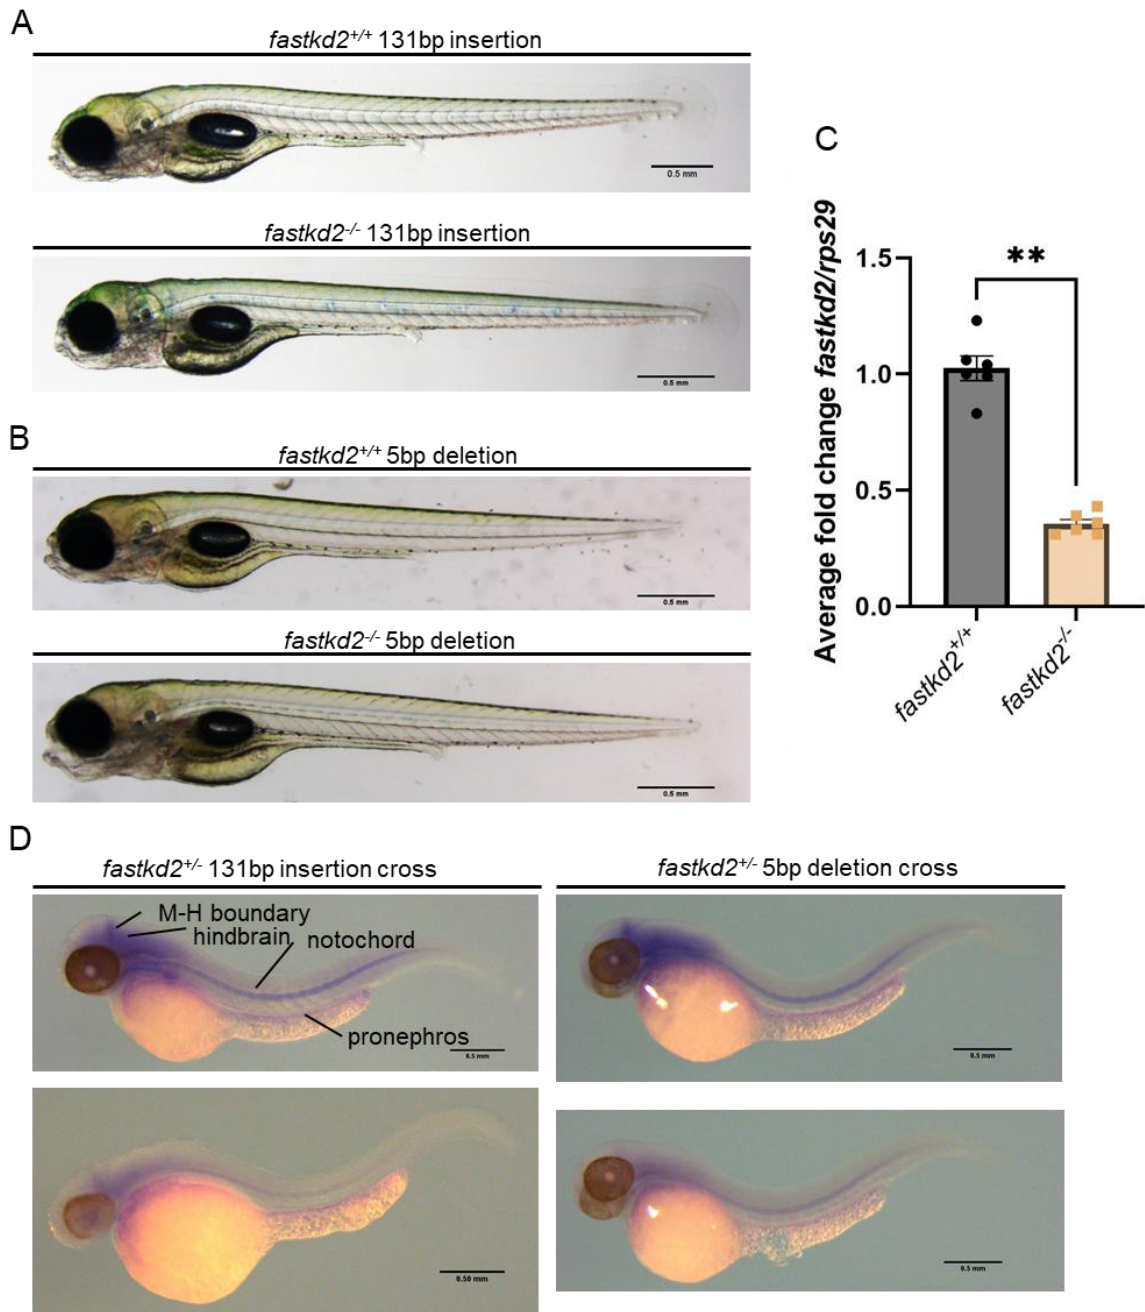 A
fastkd2+/+ 131bp insertion
0.5 mm
fastkd2-/- 131bp insertion
0.5 mm
B
fastkd2+/+ 5bp deletion
0.5 mm
fastkd2-/- 5bp deletion
0.5 mm
C
Average fold change fastkd2/rps29
1.5
**
1.0
0.5
0.0
fastkd2+/+
fastkd2-/-
D
fastkd2+/- 131bp insertion cross
M-H boundary
hindbrain
notochord
pronephros
0.5 mm
0.50 mm
fastkd2+/- 5bp deletion cross
0.5 mm
0.5 mm